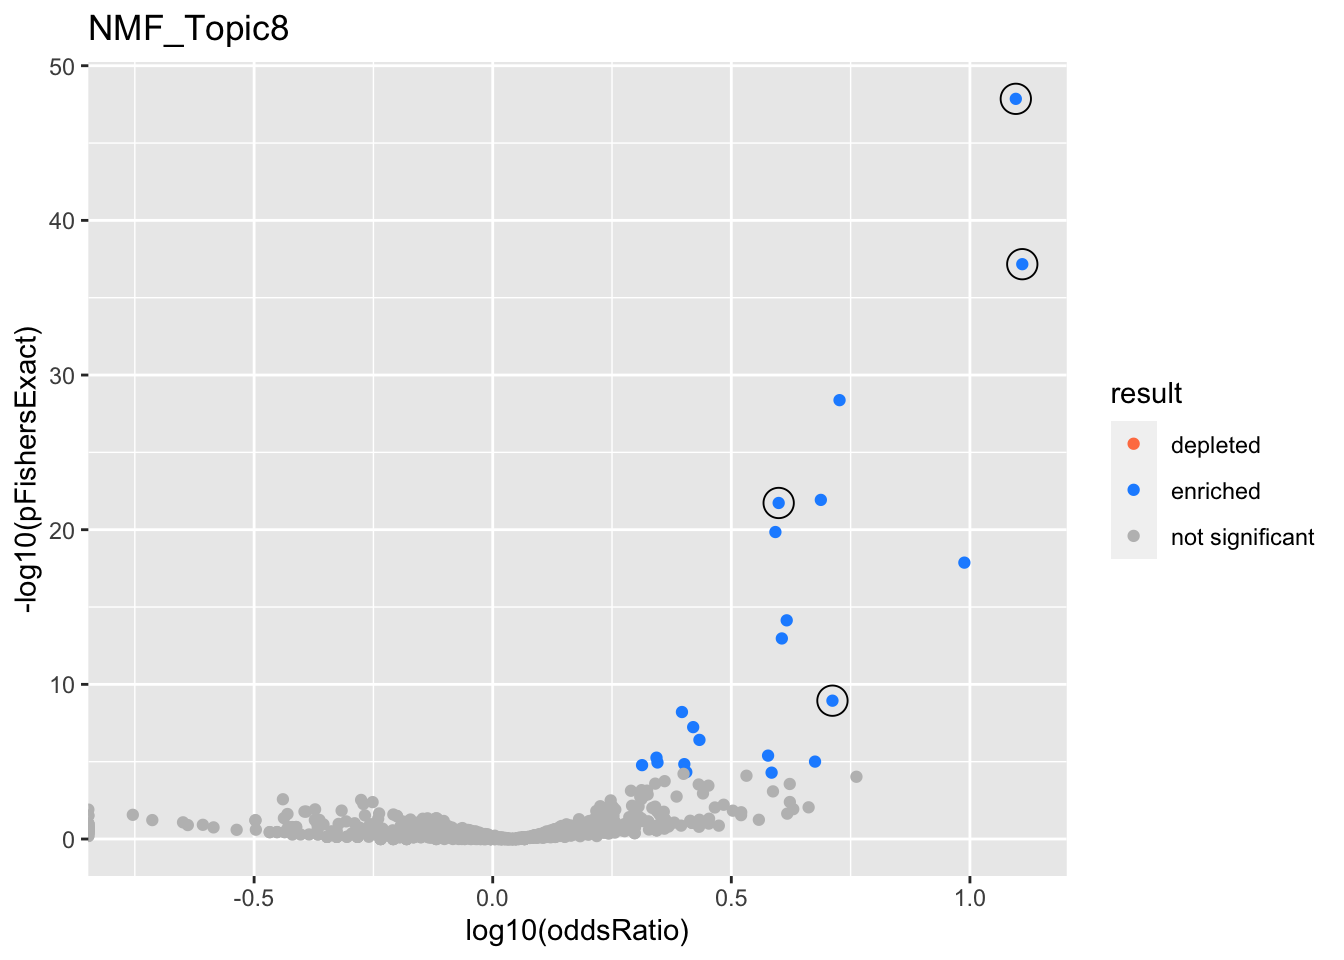 NMF_Topic8
50
40
30
20
10
0
-log10(pFishersExact)
-0.5
0.0
0.5
1.0
log10(oddsRatio)
result
depleted
enriched
not significant